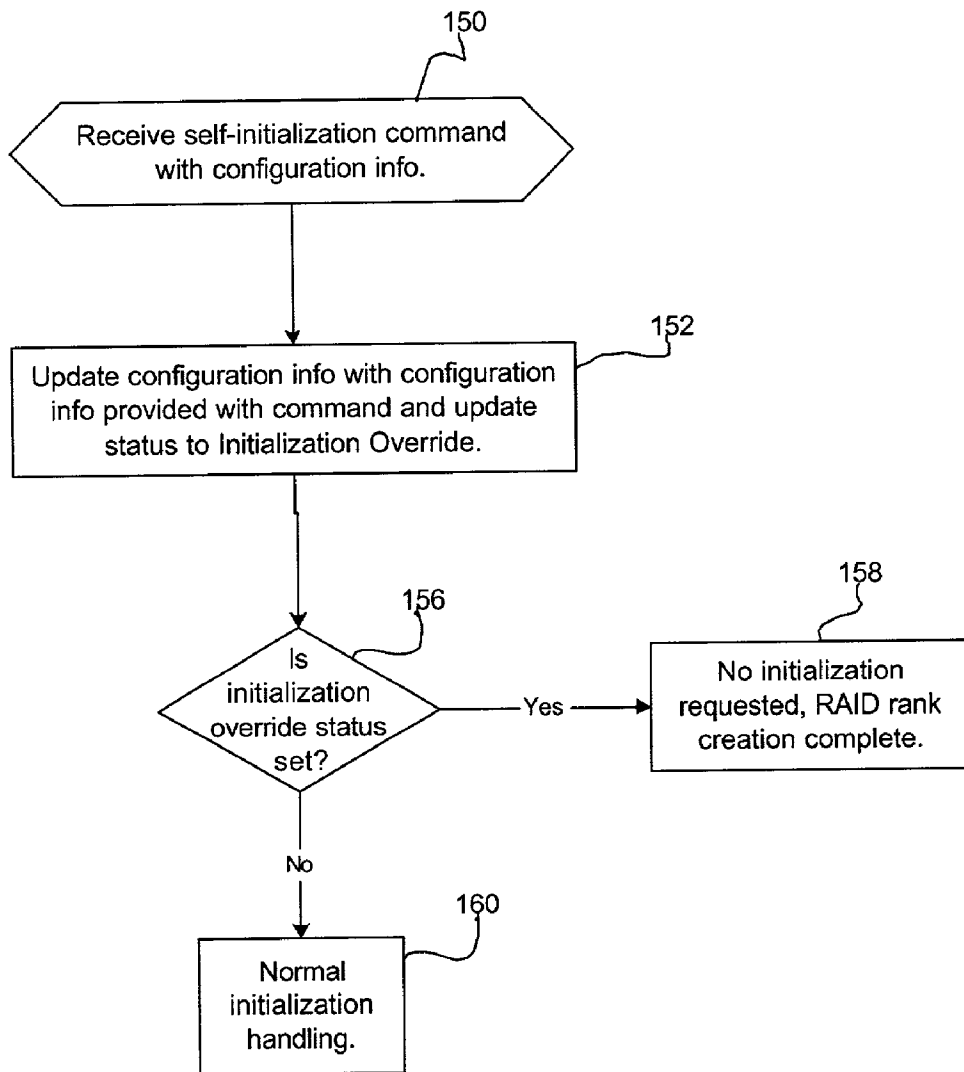 150
Receive self-initialization command
with configuration info.
152
Update configuration info with configuration
info provided with command and update
status to Initialization Override.
156
Is
initialization
override status
set?
Yes
158
No initialization
requested, RAID rank
creation complete.
No
160
Normal
initialization
handling.